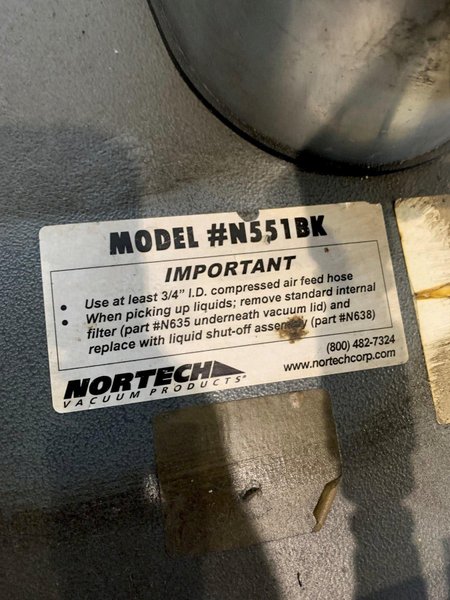 MODEL #N551BK
IMPORTANT
• Use at least 3/4" I.D. compressed air feed hose
• When picking up liquids; remove standard internal
filter (part #N635 underneath vacuum lid) and
replace with liquid shut-off assembly (part #N638)
(800) 482-7324
www.nortechcorp.com
NORTECH
VACUUM PRODUCTS®